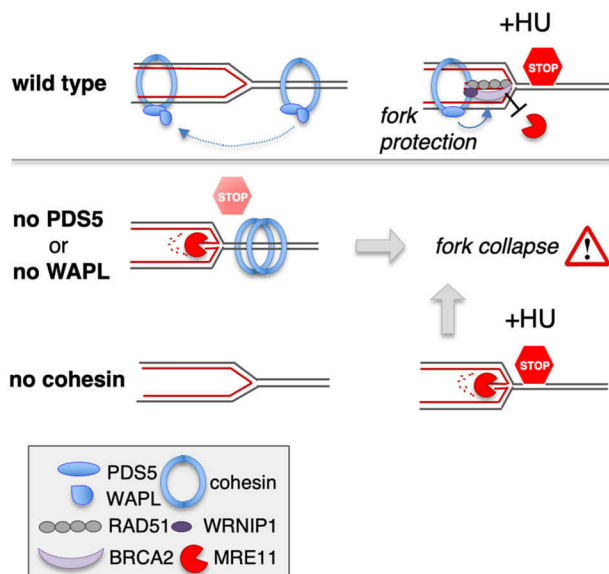 +HU
wild type
STOP
fork
protection
STOP
no PDS5
or
no WAPL
fork collapse
!
+HU
no cohesin
STOP
PDS5
cohesin
WAPL
RAD51
WRNIP1
BRCA2
MRE11